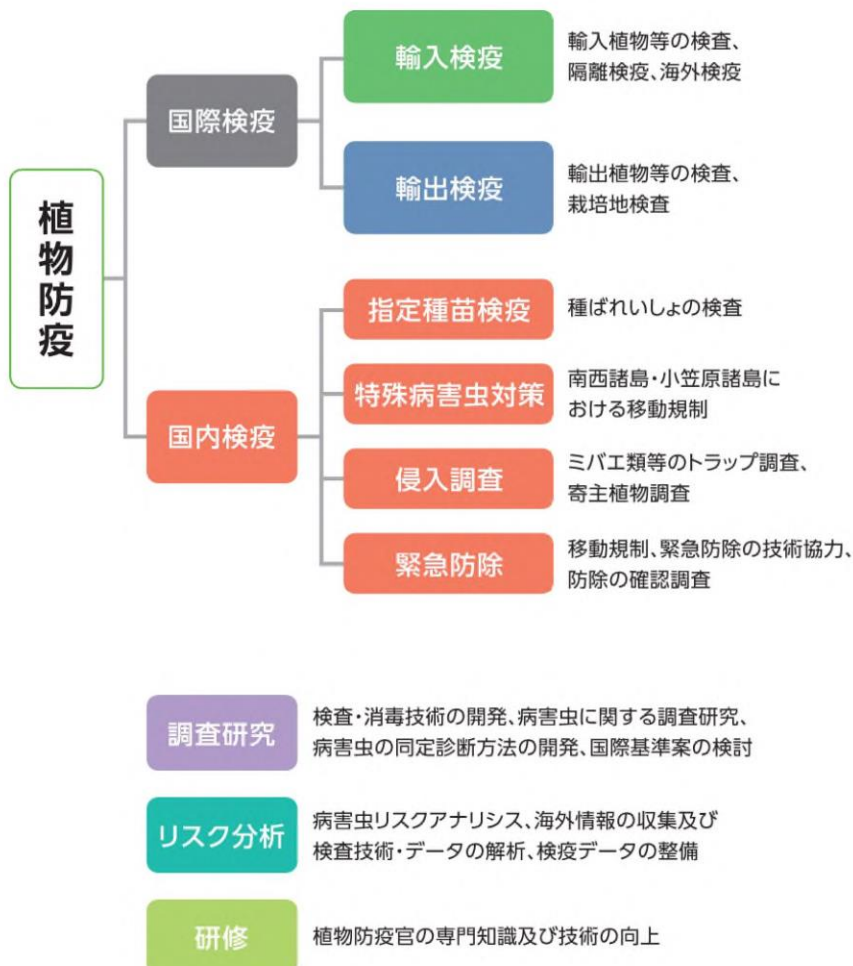 植物防疫
国際検疫
輸入検疫
輸入植物等の検査、
隔離検疫、海外検疫
輸出検疫
輸出植物等の検査、
栽培地検査
国内検疫
指定種苗検疫
種ばれいしょの検査
特殊病害虫対策
南西諸島・小笠原諸島に
おける移動規制
侵入調査
ミバエ類等のトラップ調査、
寄主植物調査
緊急防除
移動規制、緊急防除の技術協力、
防除の確認調査
調査研究
検査・消毒技術の開発、病害虫に関する調査研究、
病害虫の同定診断方法の開発、国際基準案の検討
リスク分析
病害虫リスクアナリシス、海外情報の収集及び
検査技術・データの解析、検疫データの整備
研修
植物防疫官の専門知識及び技術の向上